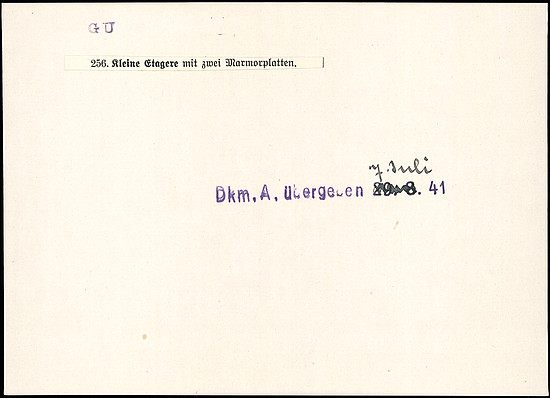 GU
256. Kleine Etagere mit zwei Marmorplatten.
7. Juli
Dkm. A. übergeben 41